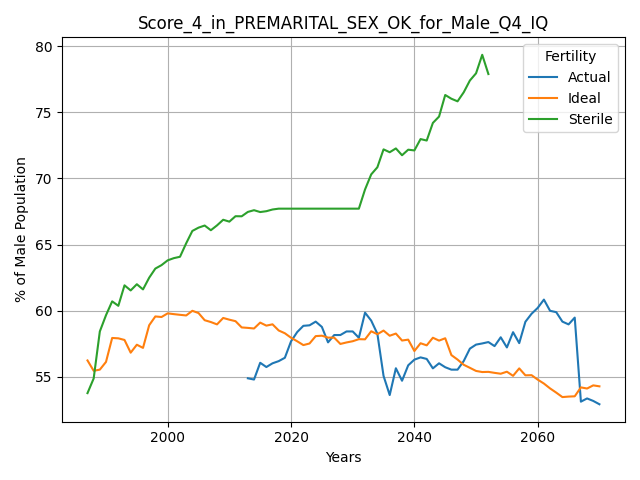 Score_4_in_PREMARITAL_SEX_OK_for_Male_Q4_IQ
80
75
70
65
60
55
% of Male Population
Fertility
Actual
Ideal
Sterile
2000
2020
2040
2060
Years